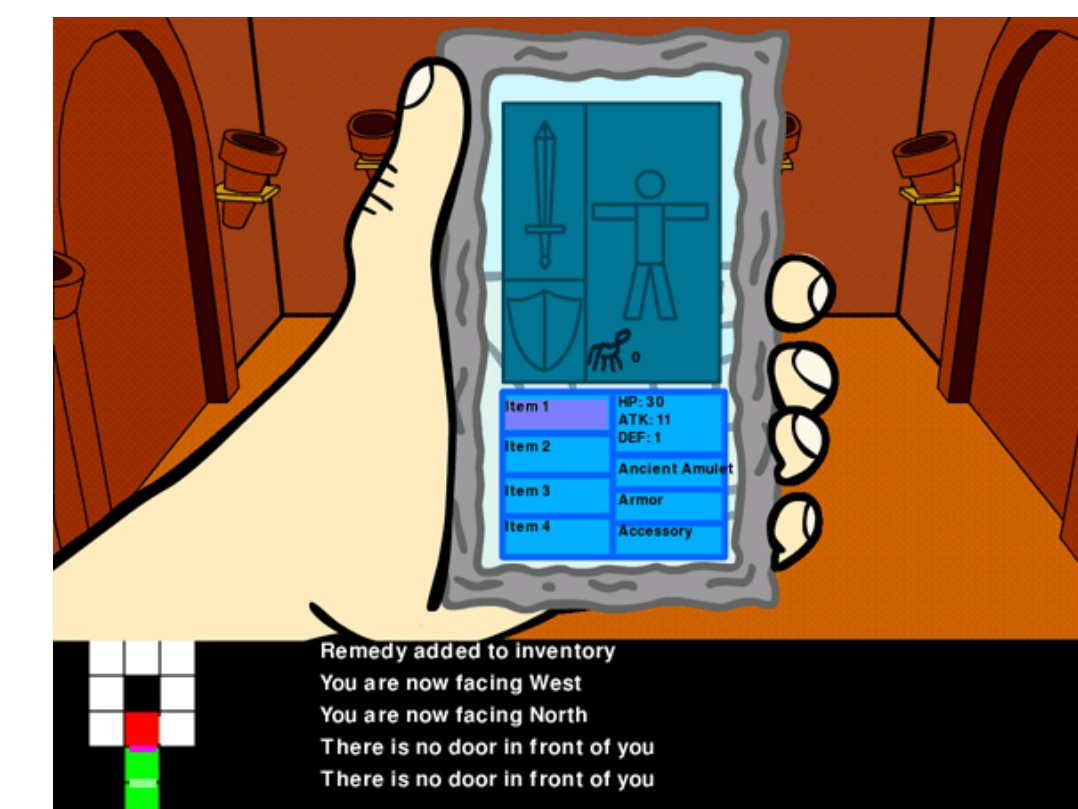 0
Item 1
Item 2
Item 3
Item 4
HP: 30
ATK: 11
DEF: 1
Ancient Amulet
Armor
Accessory
Remedy added to inventory
You are now facing West
You are now facing North
There is no door in front of you
There is no door in front of you